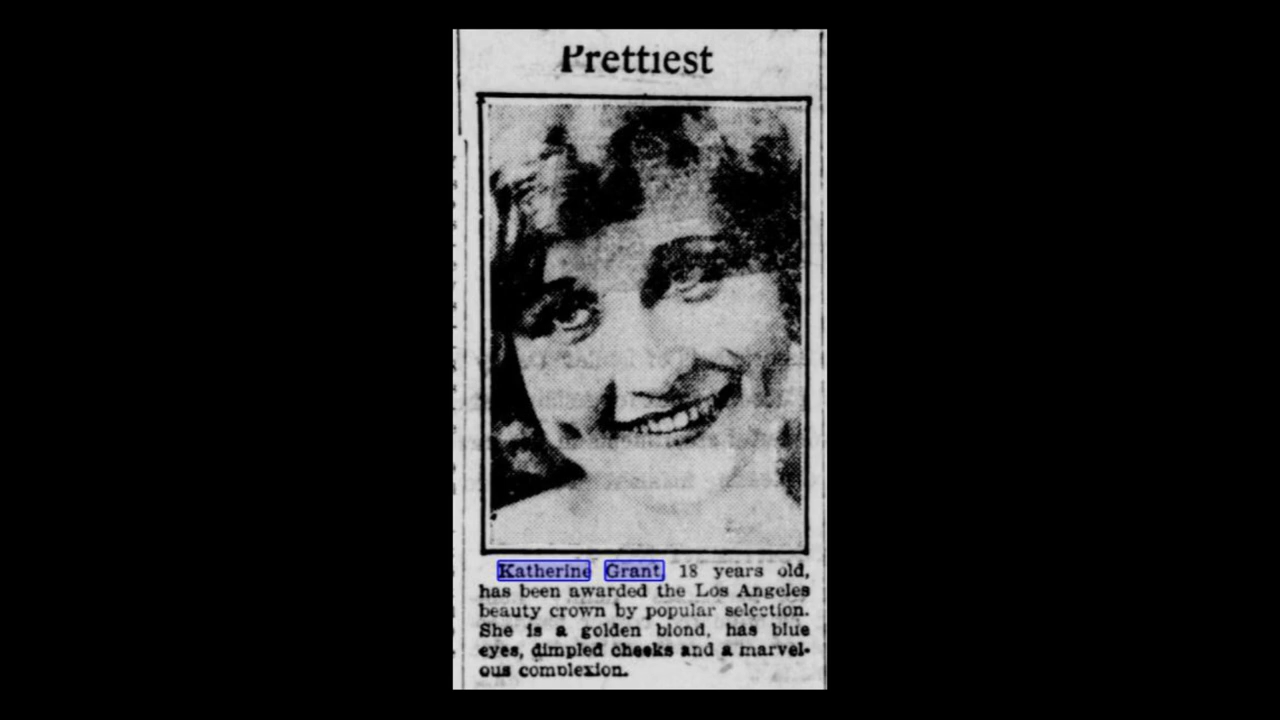 Prettiest
Katherine Grant, 18 years old,
has been awarded the Los Angeles
beauty crown by popular selection.
She is a golden blond, has blue
eyes, dimpled cheeks and a marvel-
ous complexion.